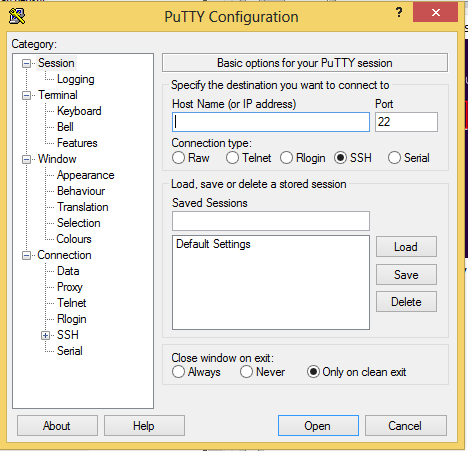 PuTTY Configuration
?
Category:
Session
Logging
Terminal
Keyboard
Bell
Features
Window
Appearance
Behaviour
Translation
Selection
Colours
Connection
Data
Proxy
Telnet
Rlogin
SSH
Serial
Basic options for your PuTTY session
Specify the destination you want to connect to
Host Name (or IP address) Port
22
Connection type:
Raw Telnet Rlogin SSH Serial
Load, save or delete a stored session
Saved Sessions
Default Settings
Load
Save
Delete
Close window on exit:
Always Never Only on clean exit
About Help Open Cancel